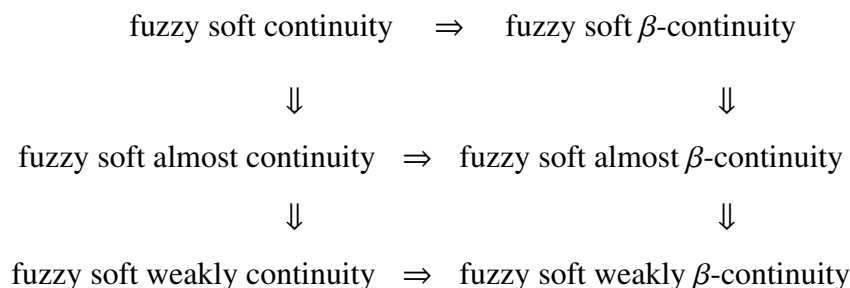 fuzzy soft continuity ⇒ fuzzy soft β-continuity
⇓ ⇓
fuzzy soft almost continuity ⇒ fuzzy soft almost β-continuity
⇓ ⇓
fuzzy soft weakly continuity ⇒ fuzzy soft weakly β-continuity